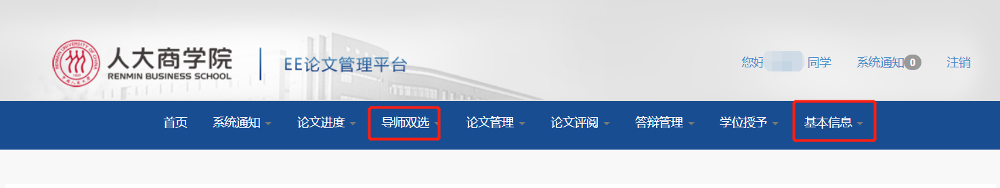 人大商学院
RENMIN BUSINESS SCHOOL
EE论文管理平台
您好 同学 系统通知 0 注销
首页 系统通知 论文进度 导师双选 论文管理 论文评阅 答辩管理 学位授予 基本信息